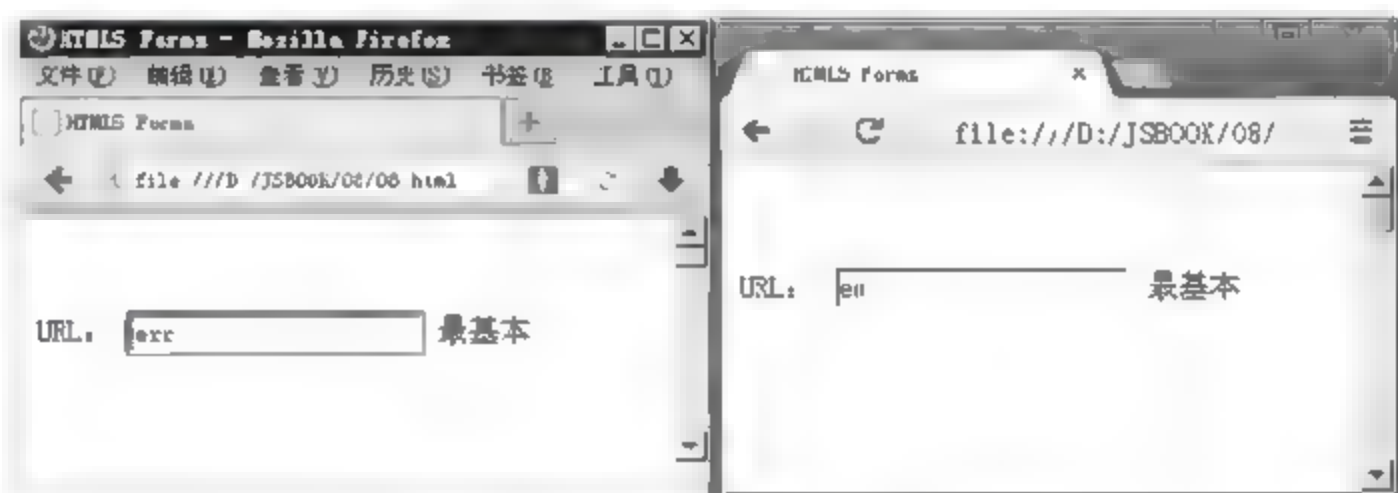 HTML5 Forms - Mozilla Firefox
文件(F) 编辑(E) 查看(V) 历史(S) 书签(B 工具(T)
HTML5 Forms
file ///D /JSBOOK/08/08 html
URL: err 最基本
HTML5 Forms
file:///D:/JSBOOK/08/
URL: 最基本